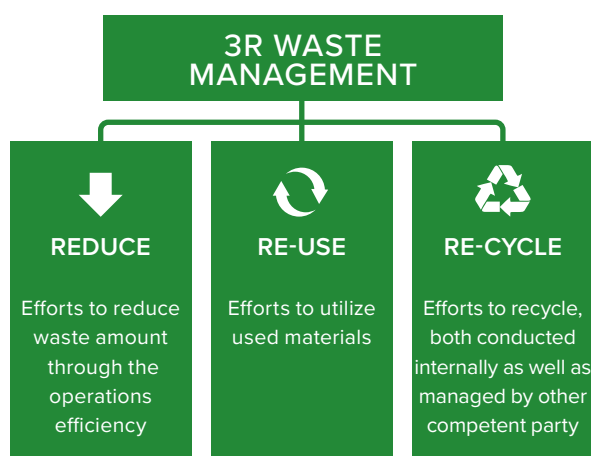 3R WASTE
MANAGEMENT
REDUCE
Efforts to reduce
waste amount
through the
operations
efficiency
RE-USE
Efforts to utilize
used materials
RE-CYCLE
Efforts to recycle,
both conducted
internally as well as
managed by other
competent party